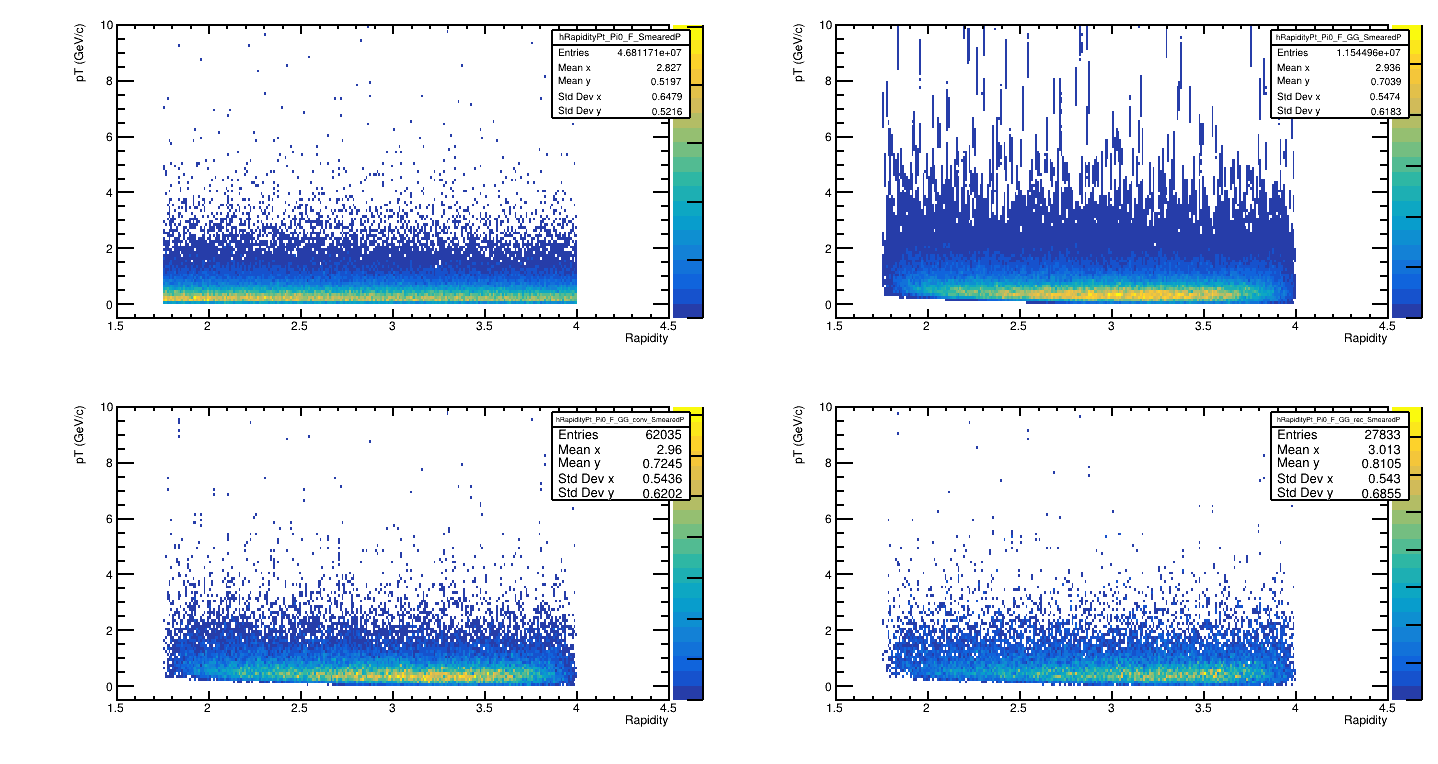 hRapidityPt_Pi0_F_SmearedP
Entries 4.681171e+07
Mean x 2.827
Mean y 0.5197
Std Dev x 0.6479
Std Dev y 0.5216
pT (GeV/c)
10
8
6
4
2
0
1.5 2 2.5 3 3.5 4 4.5
Rapidity
hRapidityPt_Pi0_F_GG_SmearedP
Entries 1.154496e+07
Mean x 2.936
Mean y 0.7039
Std Dev x 0.5474
Std Dev y 0.6183
pT (GeV/c)
10
8
6
4
2
0
1.5 2 2.5 3 3.5 4 4.5
Rapidity
hRapidityPt_Pi0_F_GG_conv_SmearedP
Entries 62035
Mean x 2.96
Mean y 0.7245
Std Dev x 0.5436
Std Dev y 0.6202
pT (GeV/c)
10
8
6
4
2
0
1.5 2 2.5 3 3.5 4 4.5
Rapidity
hRapidityPt_Pi0_F_GG_rec_SmearedP
Entries 27833
Mean x 3.013
Mean y 0.8105
Std Dev x 0.543
Std Dev y 0.6855
pT (GeV/c)
10
8
6
4
2
0
1.5 2 2.5 3 3.5 4 4.5
Rapidity